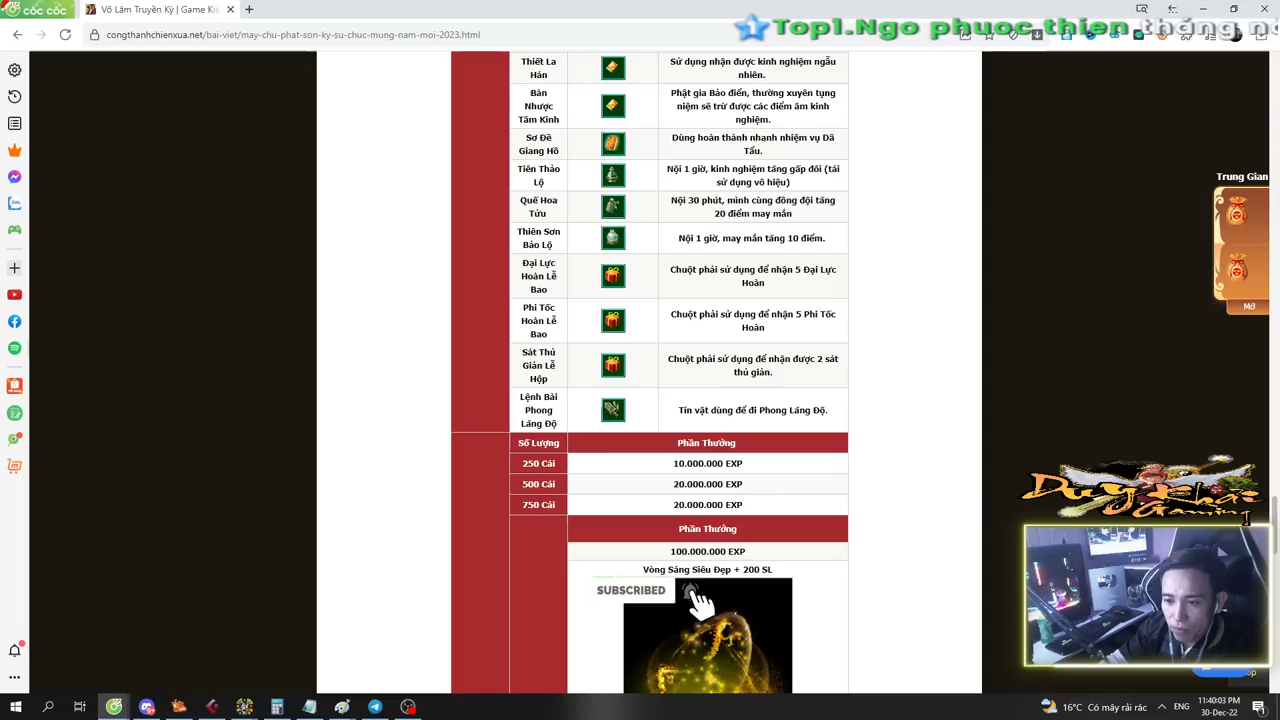 cốc cốc
Võ Lâm Truyền Kỳ | Game Kiế
Top1.Ngo phuoc thien tháng nà
congthanhchienxuat.net/bai-viet/may-chu-phat-son-ky-su-chuc-mung-nam-moi-2023.html
Thiết La
Hán
Sử dụng nhận được kinh nghiệm ngẫu
nhiên.
Bàn
Nhược
Tâm Kinh
Phật gia Bảo điển, thường xuyên tụng
niệm sẽ trừ được các điểm âm kinh
nghiệm.
Sơ Đề
Giang Hồ
Dùng hoàn thành nhanh nhiệm vụ Dã
Tẩu.
Tiên Thảo
Lộ
Nội 1 giờ, kinh nghiệm tăng gấp đôi (tái
sử dụng vô hiệu)
Quế Hoa
Tửu
Nội 30 phút, mình cùng đồng đội tăng
20 điểm may mắn
Thiên Sơn
Bảo Lộ
Nội 1 giờ, may mắn tăng 10 điểm.
Đại Lực
Hoàn Lễ
Bao
Chuột phải sử dụng để nhận 5 Đại Lực
Hoàn
Phi Tốc
Hoàn Lễ
Bao
Chuột phải sử dụng để nhận 5 Phi Tốc
Hoàn
Sát Thủ
Giản Lễ
Hộp
Chuột phải sử dụng để nhận được 2 sát
thủ giản.
Lệnh Bài
Phong
Lăng Độ
Tín vật dùng để đi Phong Lăng Độ.
Số Lượng
Phần Thưởng
250 Cái
10.000.000 EXP
500 Cái
20.000.000 EXP
750 Cái
20.000.000 EXP
Phần Thưởng
100.000.000 EXP
Vòng Sáng Siêu Đẹp + 200 SL
SUBSCRIBED
Trung Gian
Mở
Duy Khải
Gaming
16°C Có mây rải rác
ENG
11:40:03 PM
30-Dec-22